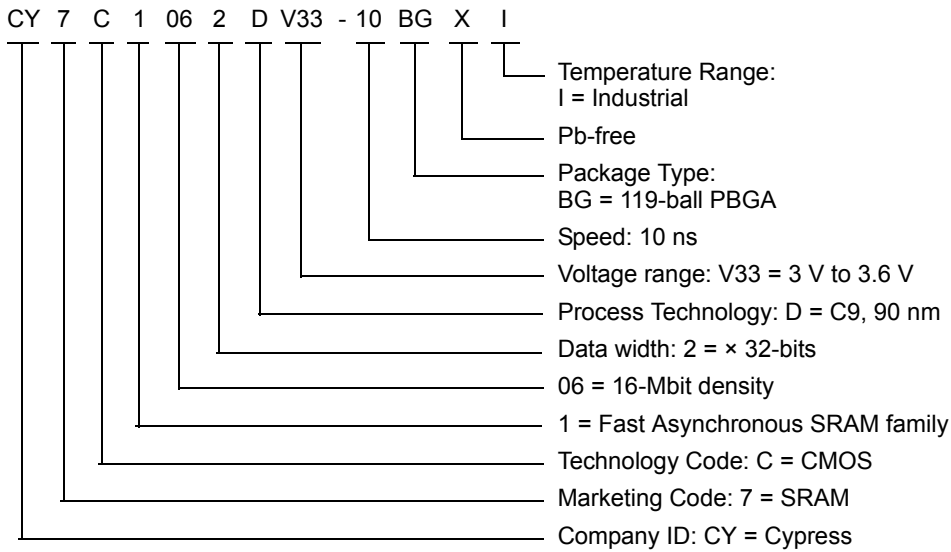 CY 7 C 1 06 2 D V33 - 10 BG X I
Temperature Range:
I = Industrial
Pb-free
Package Type:
BG = 119-ball PBGA
Speed: 10 ns
Voltage range: V33 = 3 V to 3.6 V
Process Technology: D = C9, 90 nm
Data width: 2 = × 32-bits
06 = 16-Mbit density
1 = Fast Asynchronous SRAM family
Technology Code: C = CMOS
Marketing Code: 7 = SRAM
Company ID: CY = Cypress